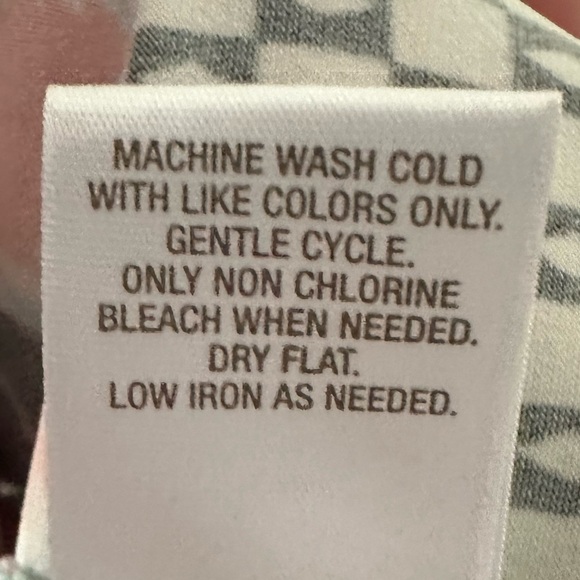 MACHINE WASH COLD
WITH LIKE COLORS ONLY.
GENTLE CYCLE.
ONLY NON CHLORINE
BLEACH WHEN NEEDED.
DRY FLAT.
LOW IRON AS NEEDED.